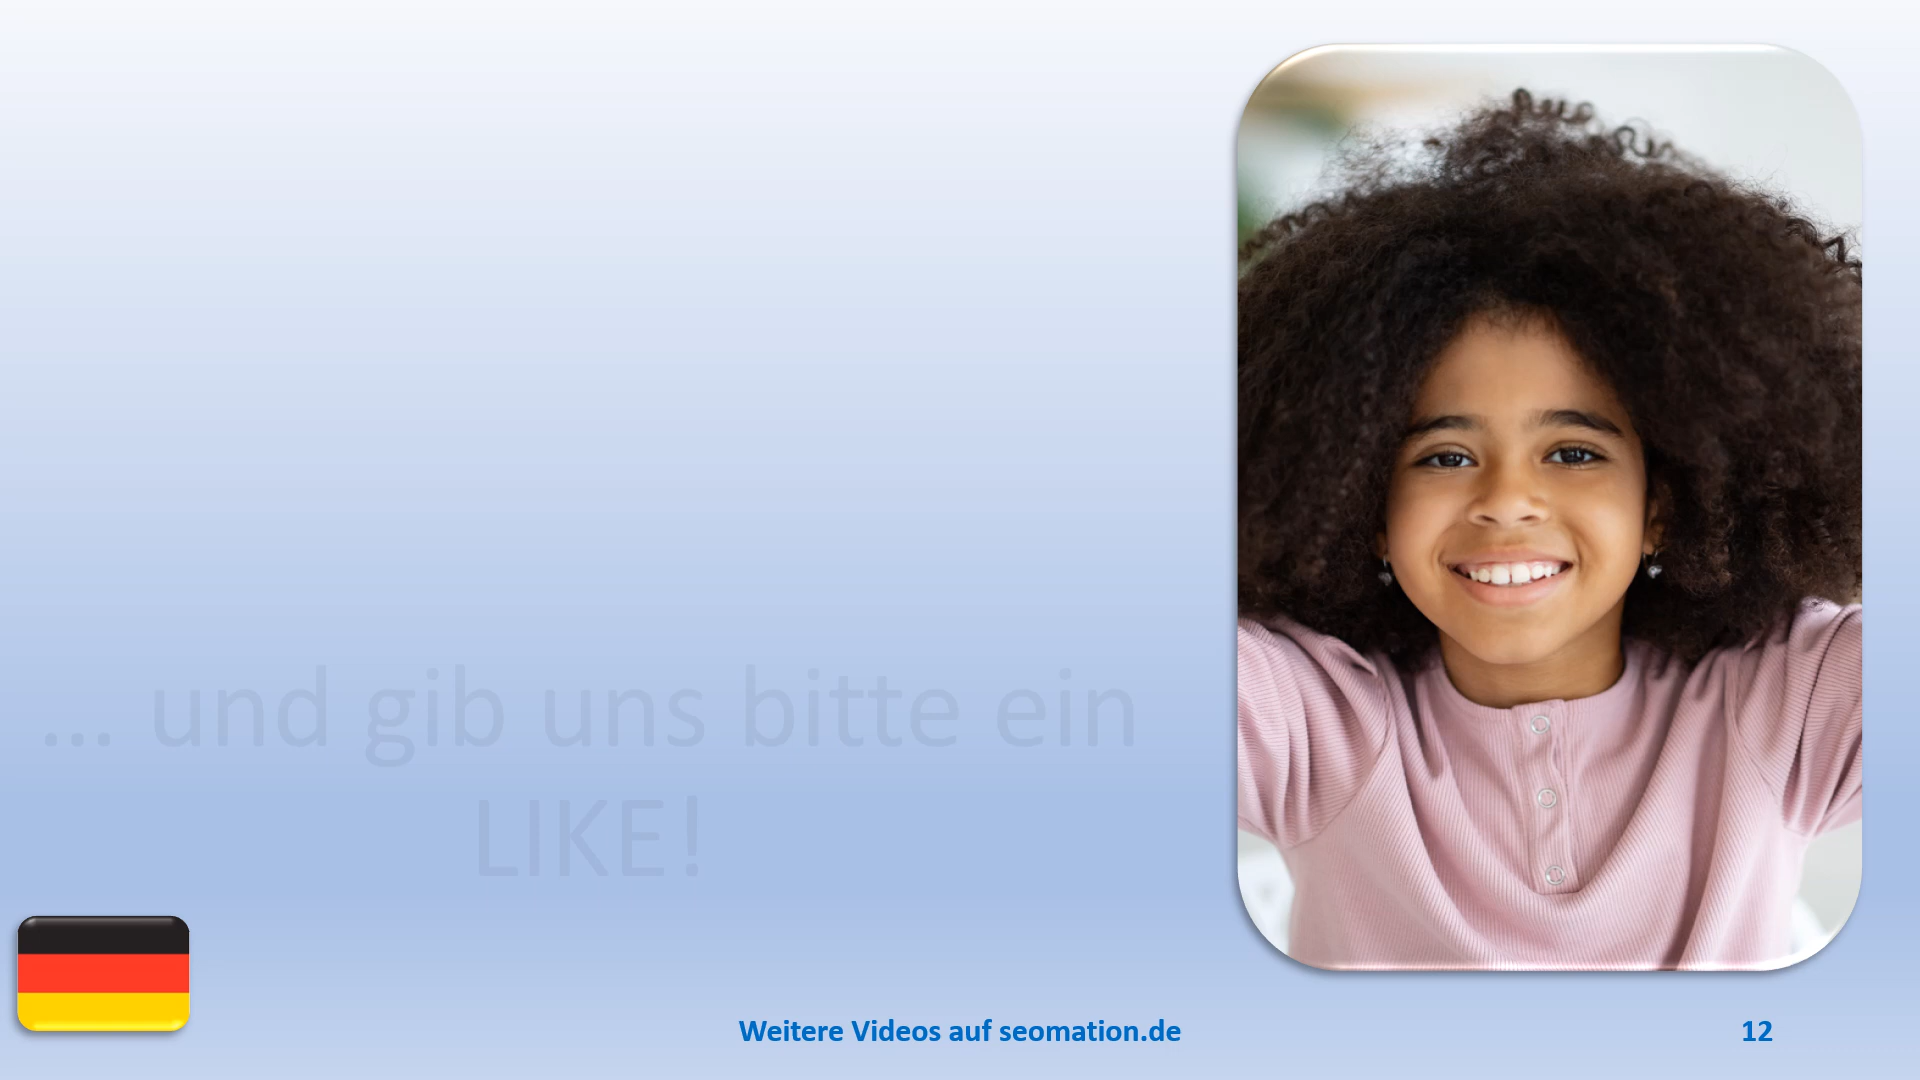 ... und gib uns bitte ein
LIKE!
Weitere Videos auf seomation.de
12